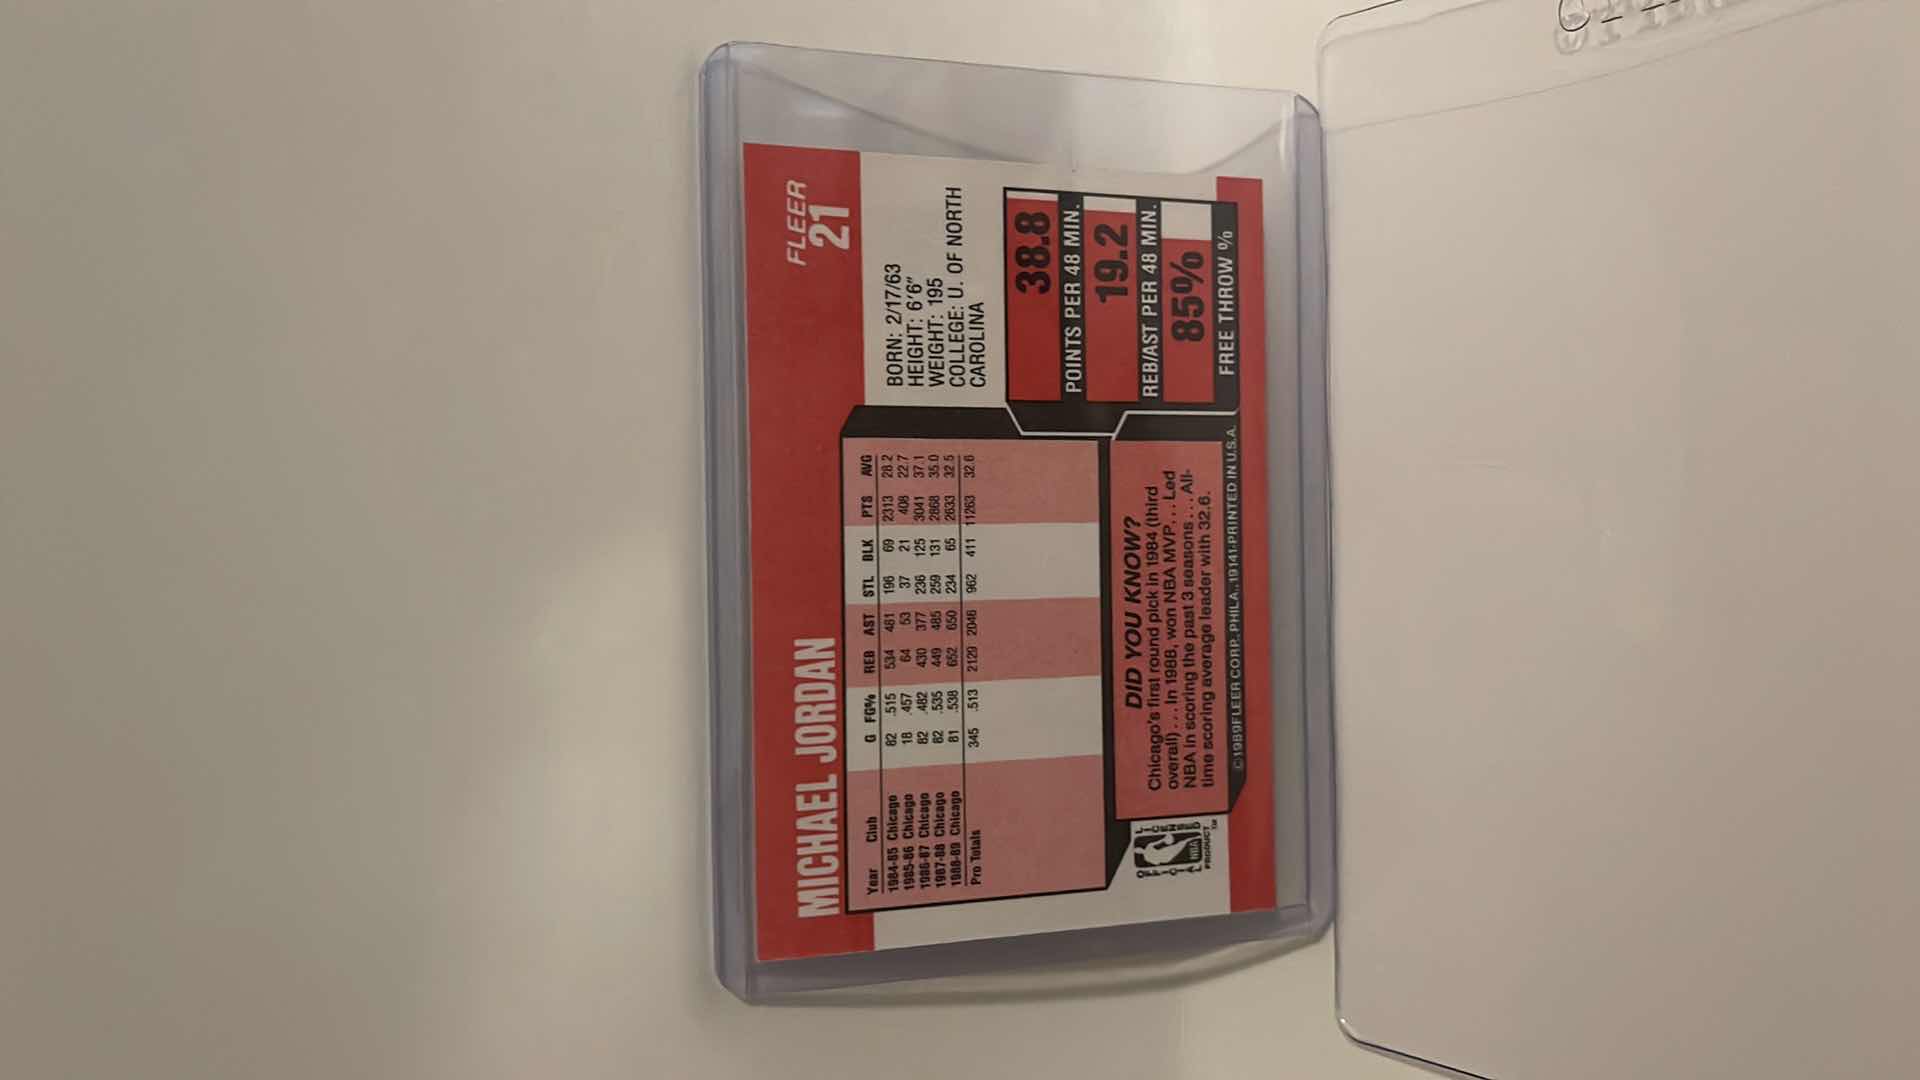 FLEER
21
MICHAEL JORDAN
BORN: 2/17/63
HEIGHT: 6'6"
WEIGHT: 195
COLLEGE: U. OF NORTH
CAROLINA
Year Club G FG% REB AST STL BLK PTS AVG
1984-85 Chicago 82 .515 534 481 196 69 2313 28.2
1985-86 Chicago 18 .457 64 53 37 21 408 22.7
1986-87 Chicago 82 .482 430 377 236 125 3041 37.1
1987-88 Chicago 82 .535 449 485 259 131 2868 35.0
1988-89 Chicago 81 .538 652 650 234 65 2633 32.5
Pro Totals 345 .513 2129 2046 962 411 11263 32.6
38.8
POINTS PER 48 MIN.
19.2
REB/AST PER 48 MIN.
85%
FREE THROW %
DID YOU KNOW?
Chicago's first round pick in 1984 (third
overall) . . . In 1988, won NBA MVP . . . Led
NBA in scoring the past 3 seasons . . . All-
time scoring average leader with 32.6.
OFFICIAL LICENSED
NBA
PRODUCT™
©1989 FLEER CORP., PHILA., 19141-PRINTED IN U.S.A.